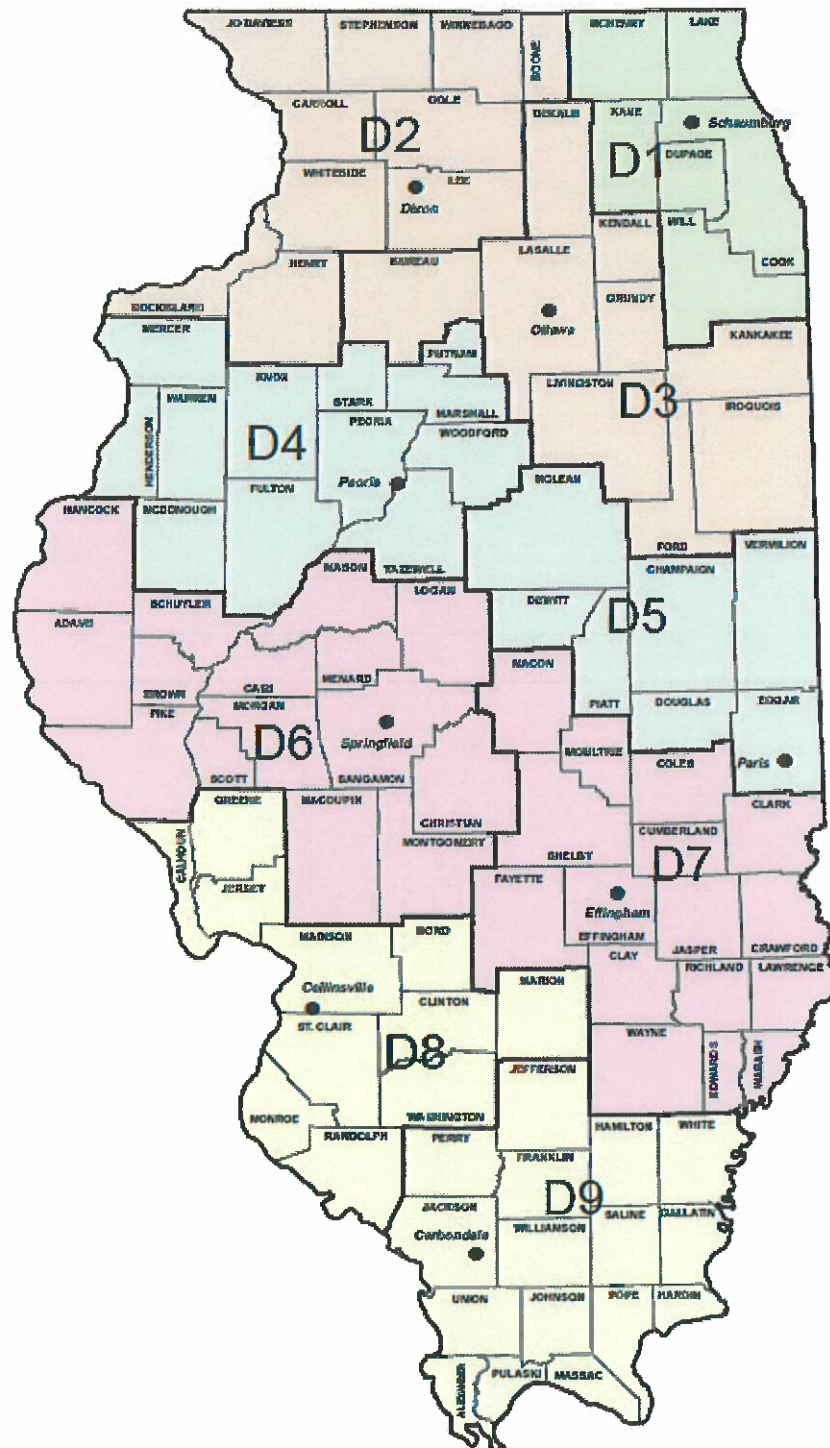 JO DAVIESS STEPHENSON WINNEBAGO BOONE MCHENRY LAKE
CARROLL OGLE DEKALB KANE Schaumburg
D2 D1 DUPAGE
WHITESIDE LEE
Dixon
KENDALL WILL
HENRY BUREAU LASALLE COOK
ROCK ISLAND GRUNDY
Ottawa
MERCER PUTNAM KANKAKEE
KNOX STARK LIVINGSTON
WARREN MARSHALL D3 IROQUOIS
HENDERSON D4 PEORIA WOODFORD
Peoria MCLEAN
FULTON
HANCOCK MCDONOUGH FORD VERMILION
MASON TAZEWELL CHAMPAIGN
SCHUYLER LOGAN DEWITT
ADAMS D5
MENARD MACON
BROWN CASS PIATT DOUGLAS EDGAR
PIKE MORGAN
D6 Springfield MOULTRIE Paris
SCOTT SANGAMON COLES
GREENE MACOUPIN CLARK
CHRISTIAN CUMBERLAND
CALHOUN MONTGOMERY SHELBY D7
JERSEY FAYETTE
Effingham
MADISON BOND EFFINGHAM JASPER CRAWFORD
CLAY RICHLAND LAWRENCE
Collinsville MARION
CLINTON
ST. CLAIR WAYNE
D8 EDWARDS WABASH
JEFFERSON
MONROE WASHINGTON
RANDOLPH PERRY HAMILTON WHITE
FRANKLIN
JACKSON D9 SALINE GALLATIN
Carbondale WILLIAMSON
UNION JOHNSON POPE HARDIN
ALEXANDER PULASKI MASSAC